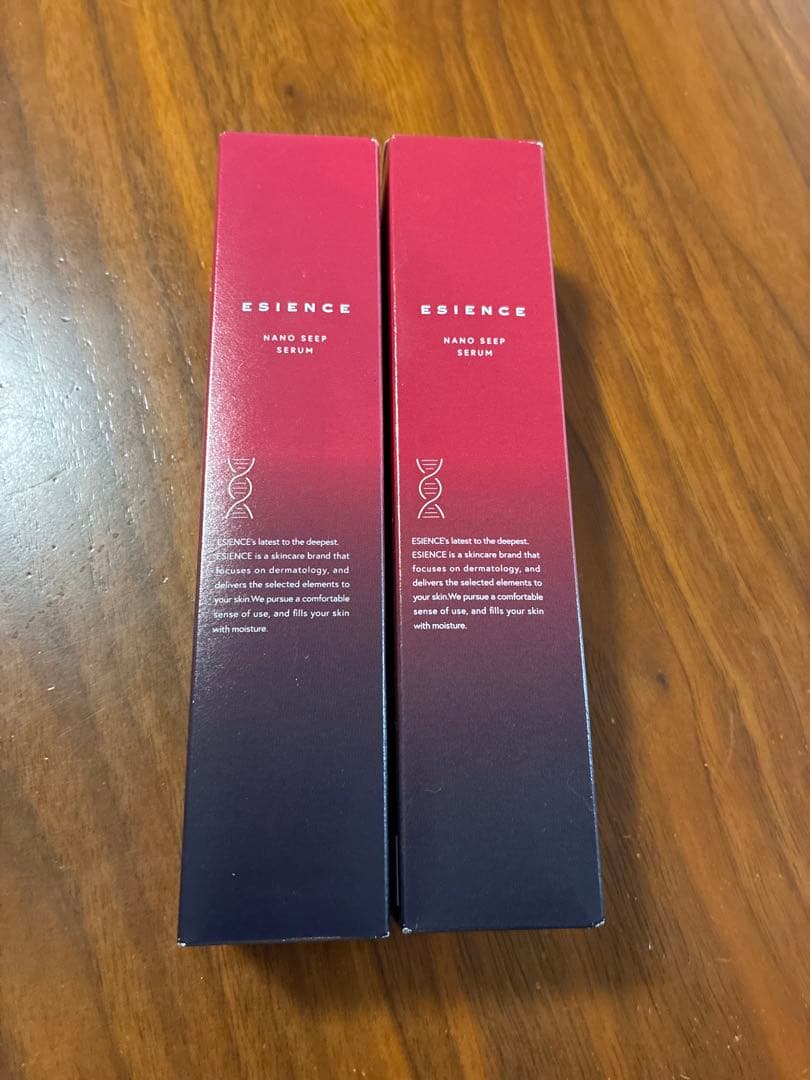 ESIENCE
NANO SEEP
SERUM
ESIENCE's latest to the deepest.
ESIENCE is a skincare brand that
focuses on dermatology, and
delivers the selected elements to
your skin.We pursue a comfortable
sense of use, and fills your skin
with moisture.
ESIENCE
NANO SEEP
SERUM
ESIENCE's latest to the deepest.
ESIENCE is a skincare brand that
focuses on dermatology, and
delivers the selected elements to
your skin.We pursue a comfortable
sense of use, and fills your skin
with moisture.